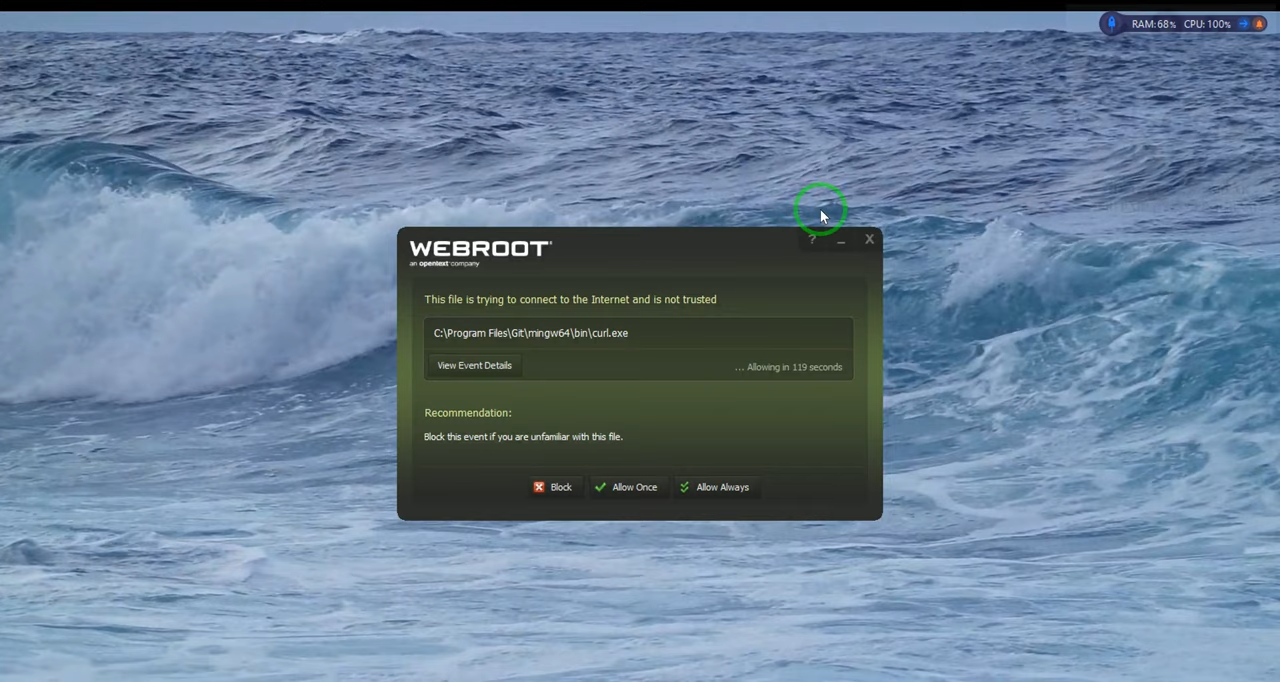 RAM:68% CPU: 100%
WEBROOT
an opentext company
? _ X
This file is trying to connect to the Internet and is not trusted
C:\Program Files\Git\mingw64\bin\curl.exe
View Event Details
... Allowing in 119 seconds
Recommendation:
Block this event if you are unfamiliar with this file.
Block Allow Once Allow Always